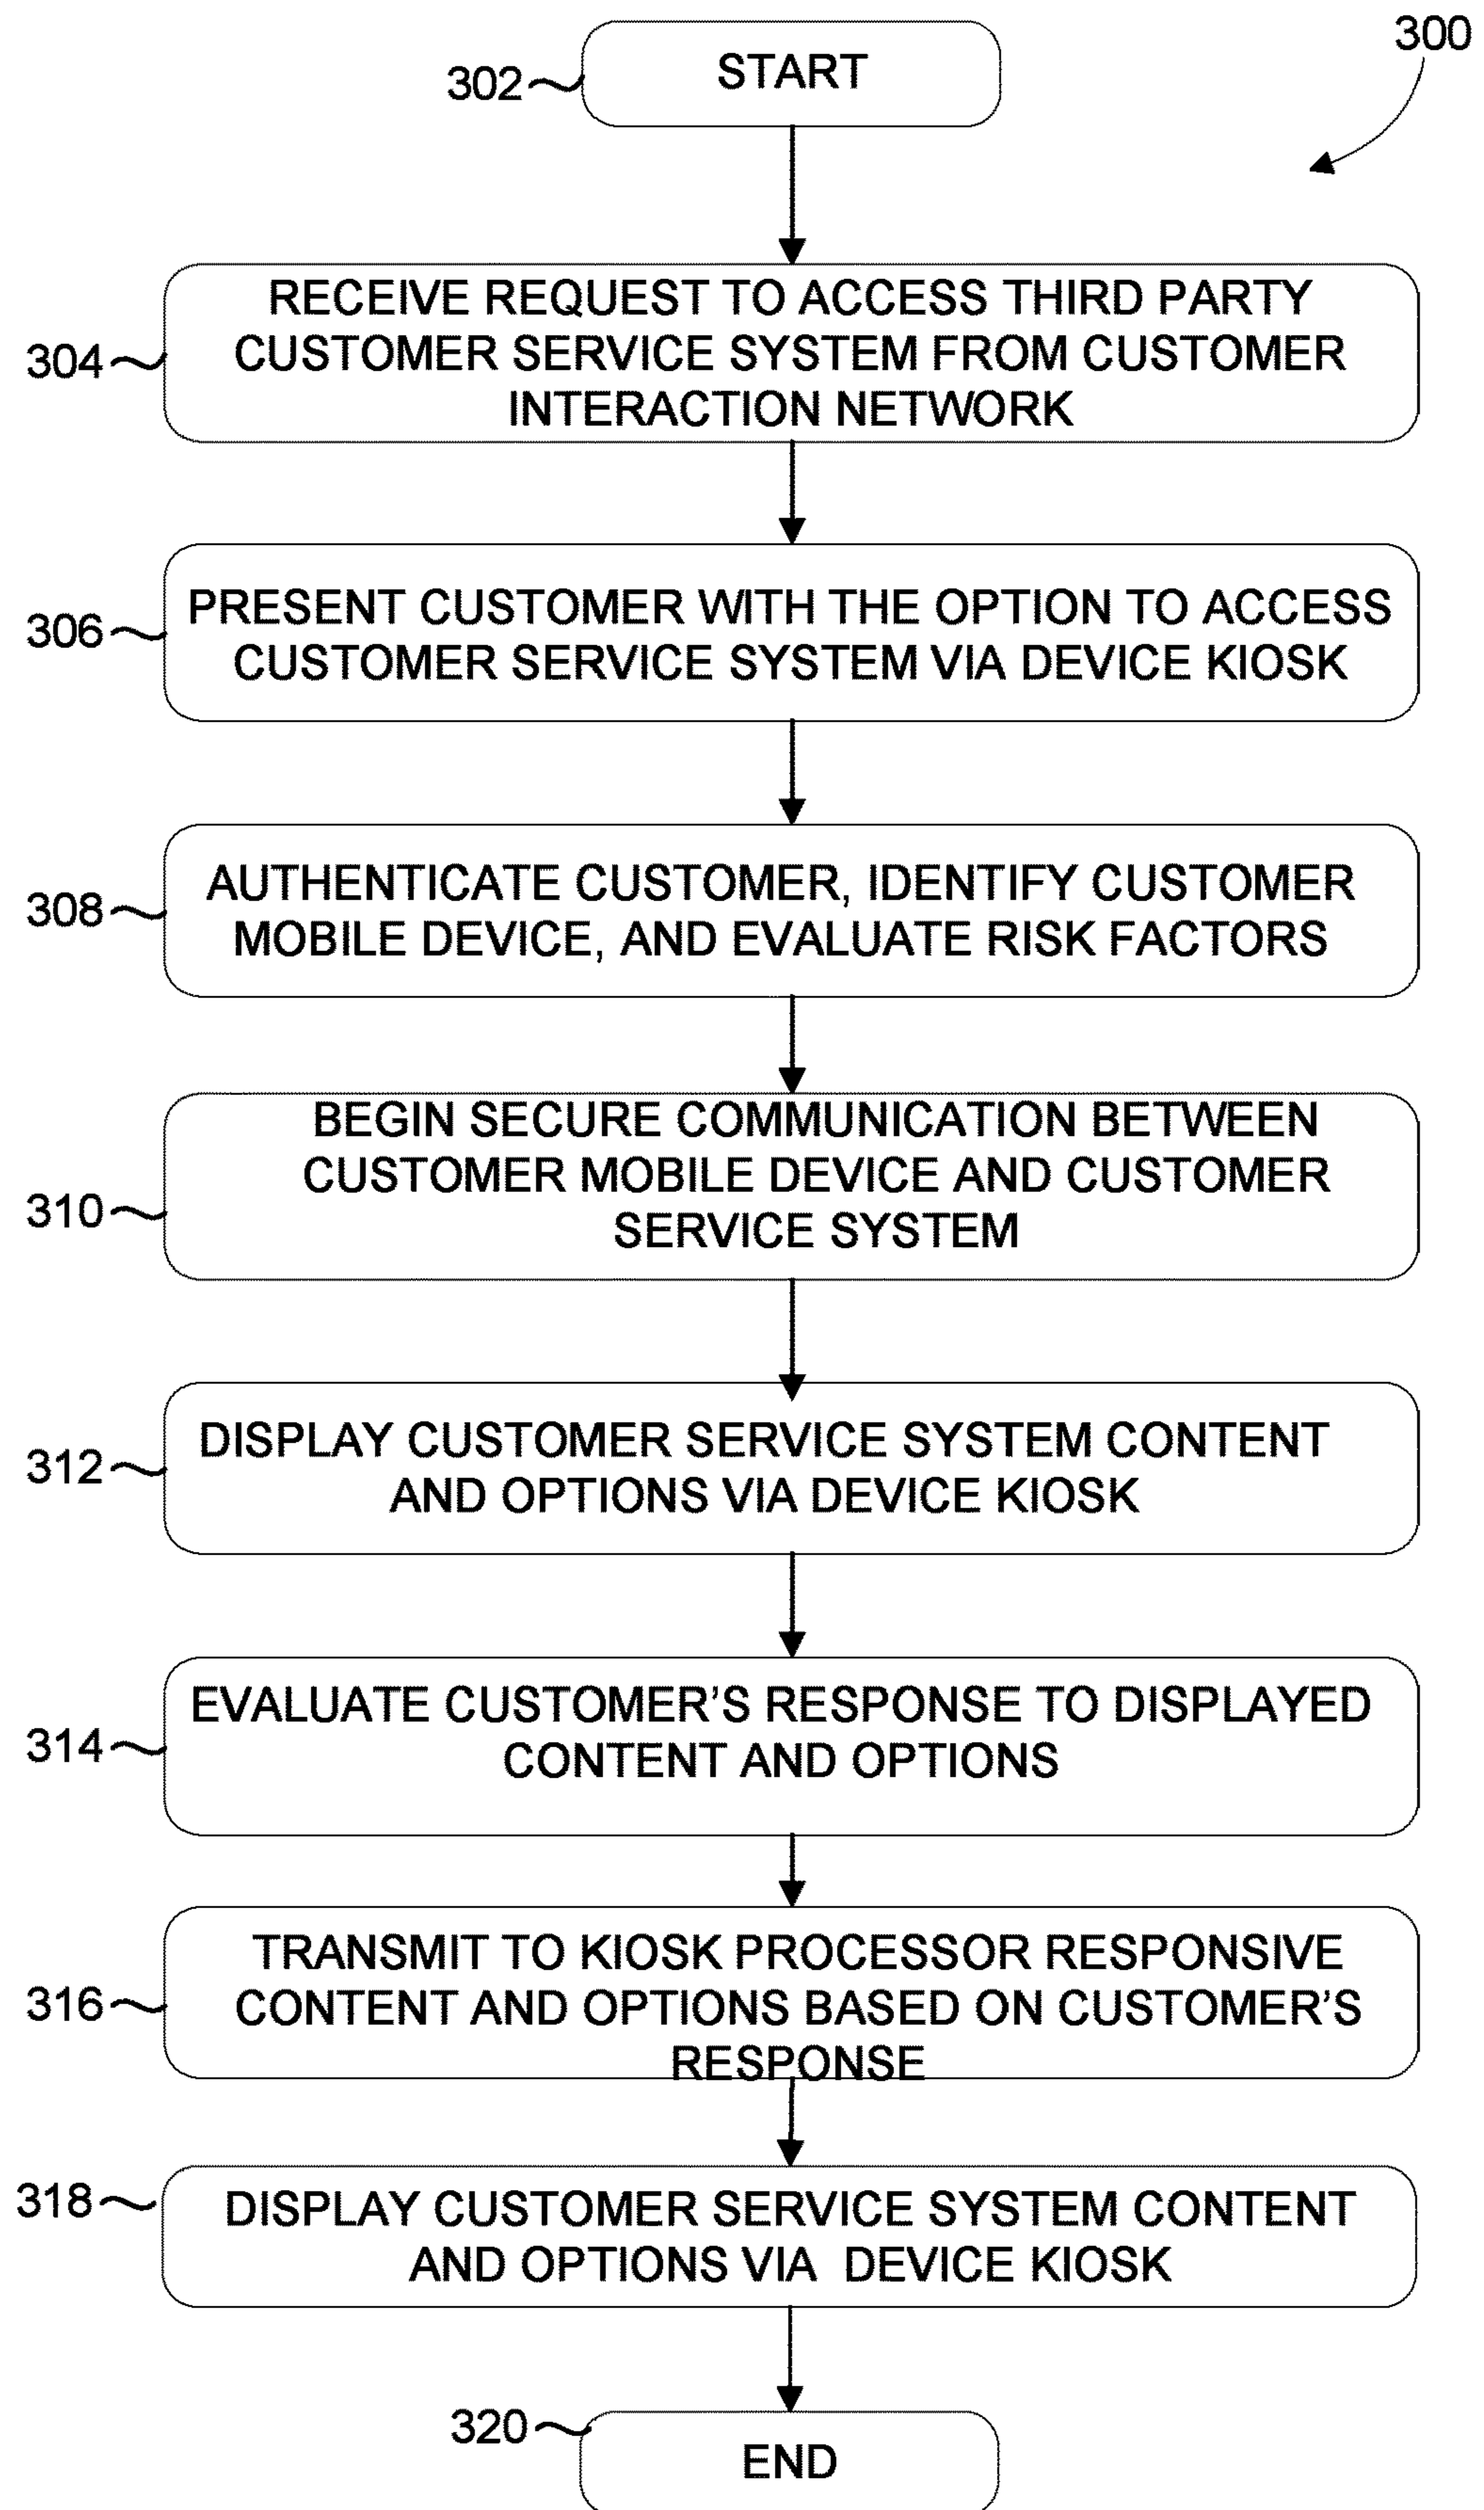 300
302
START
304
RECEIVE REQUEST TO ACCESS THIRD PARTY
CUSTOMER SERVICE SYSTEM FROM CUSTOMER
INTERACTION NETWORK
306
PRESENT CUSTOMER WITH THE OPTION TO ACCESS
CUSTOMER SERVICE SYSTEM VIA DEVICE KIOSK
308
AUTHENTICATE CUSTOMER, IDENTIFY CUSTOMER
MOBILE DEVICE, AND EVALUATE RISK FACTORS
310
BEGIN SECURE COMMUNICATION BETWEEN
CUSTOMER MOBILE DEVICE AND CUSTOMER
SERVICE SYSTEM
312
DISPLAY CUSTOMER SERVICE SYSTEM CONTENT
AND OPTIONS VIA DEVICE KIOSK
314
EVALUATE CUSTOMER’S RESPONSE TO DISPLAYED
CONTENT AND OPTIONS
316
TRANSMIT TO KIOSK PROCESSOR RESPONSIVE
CONTENT AND OPTIONS BASED ON CUSTOMER’S
RESPONSE
318
DISPLAY CUSTOMER SERVICE SYSTEM CONTENT
AND OPTIONS VIA DEVICE KIOSK
320
END